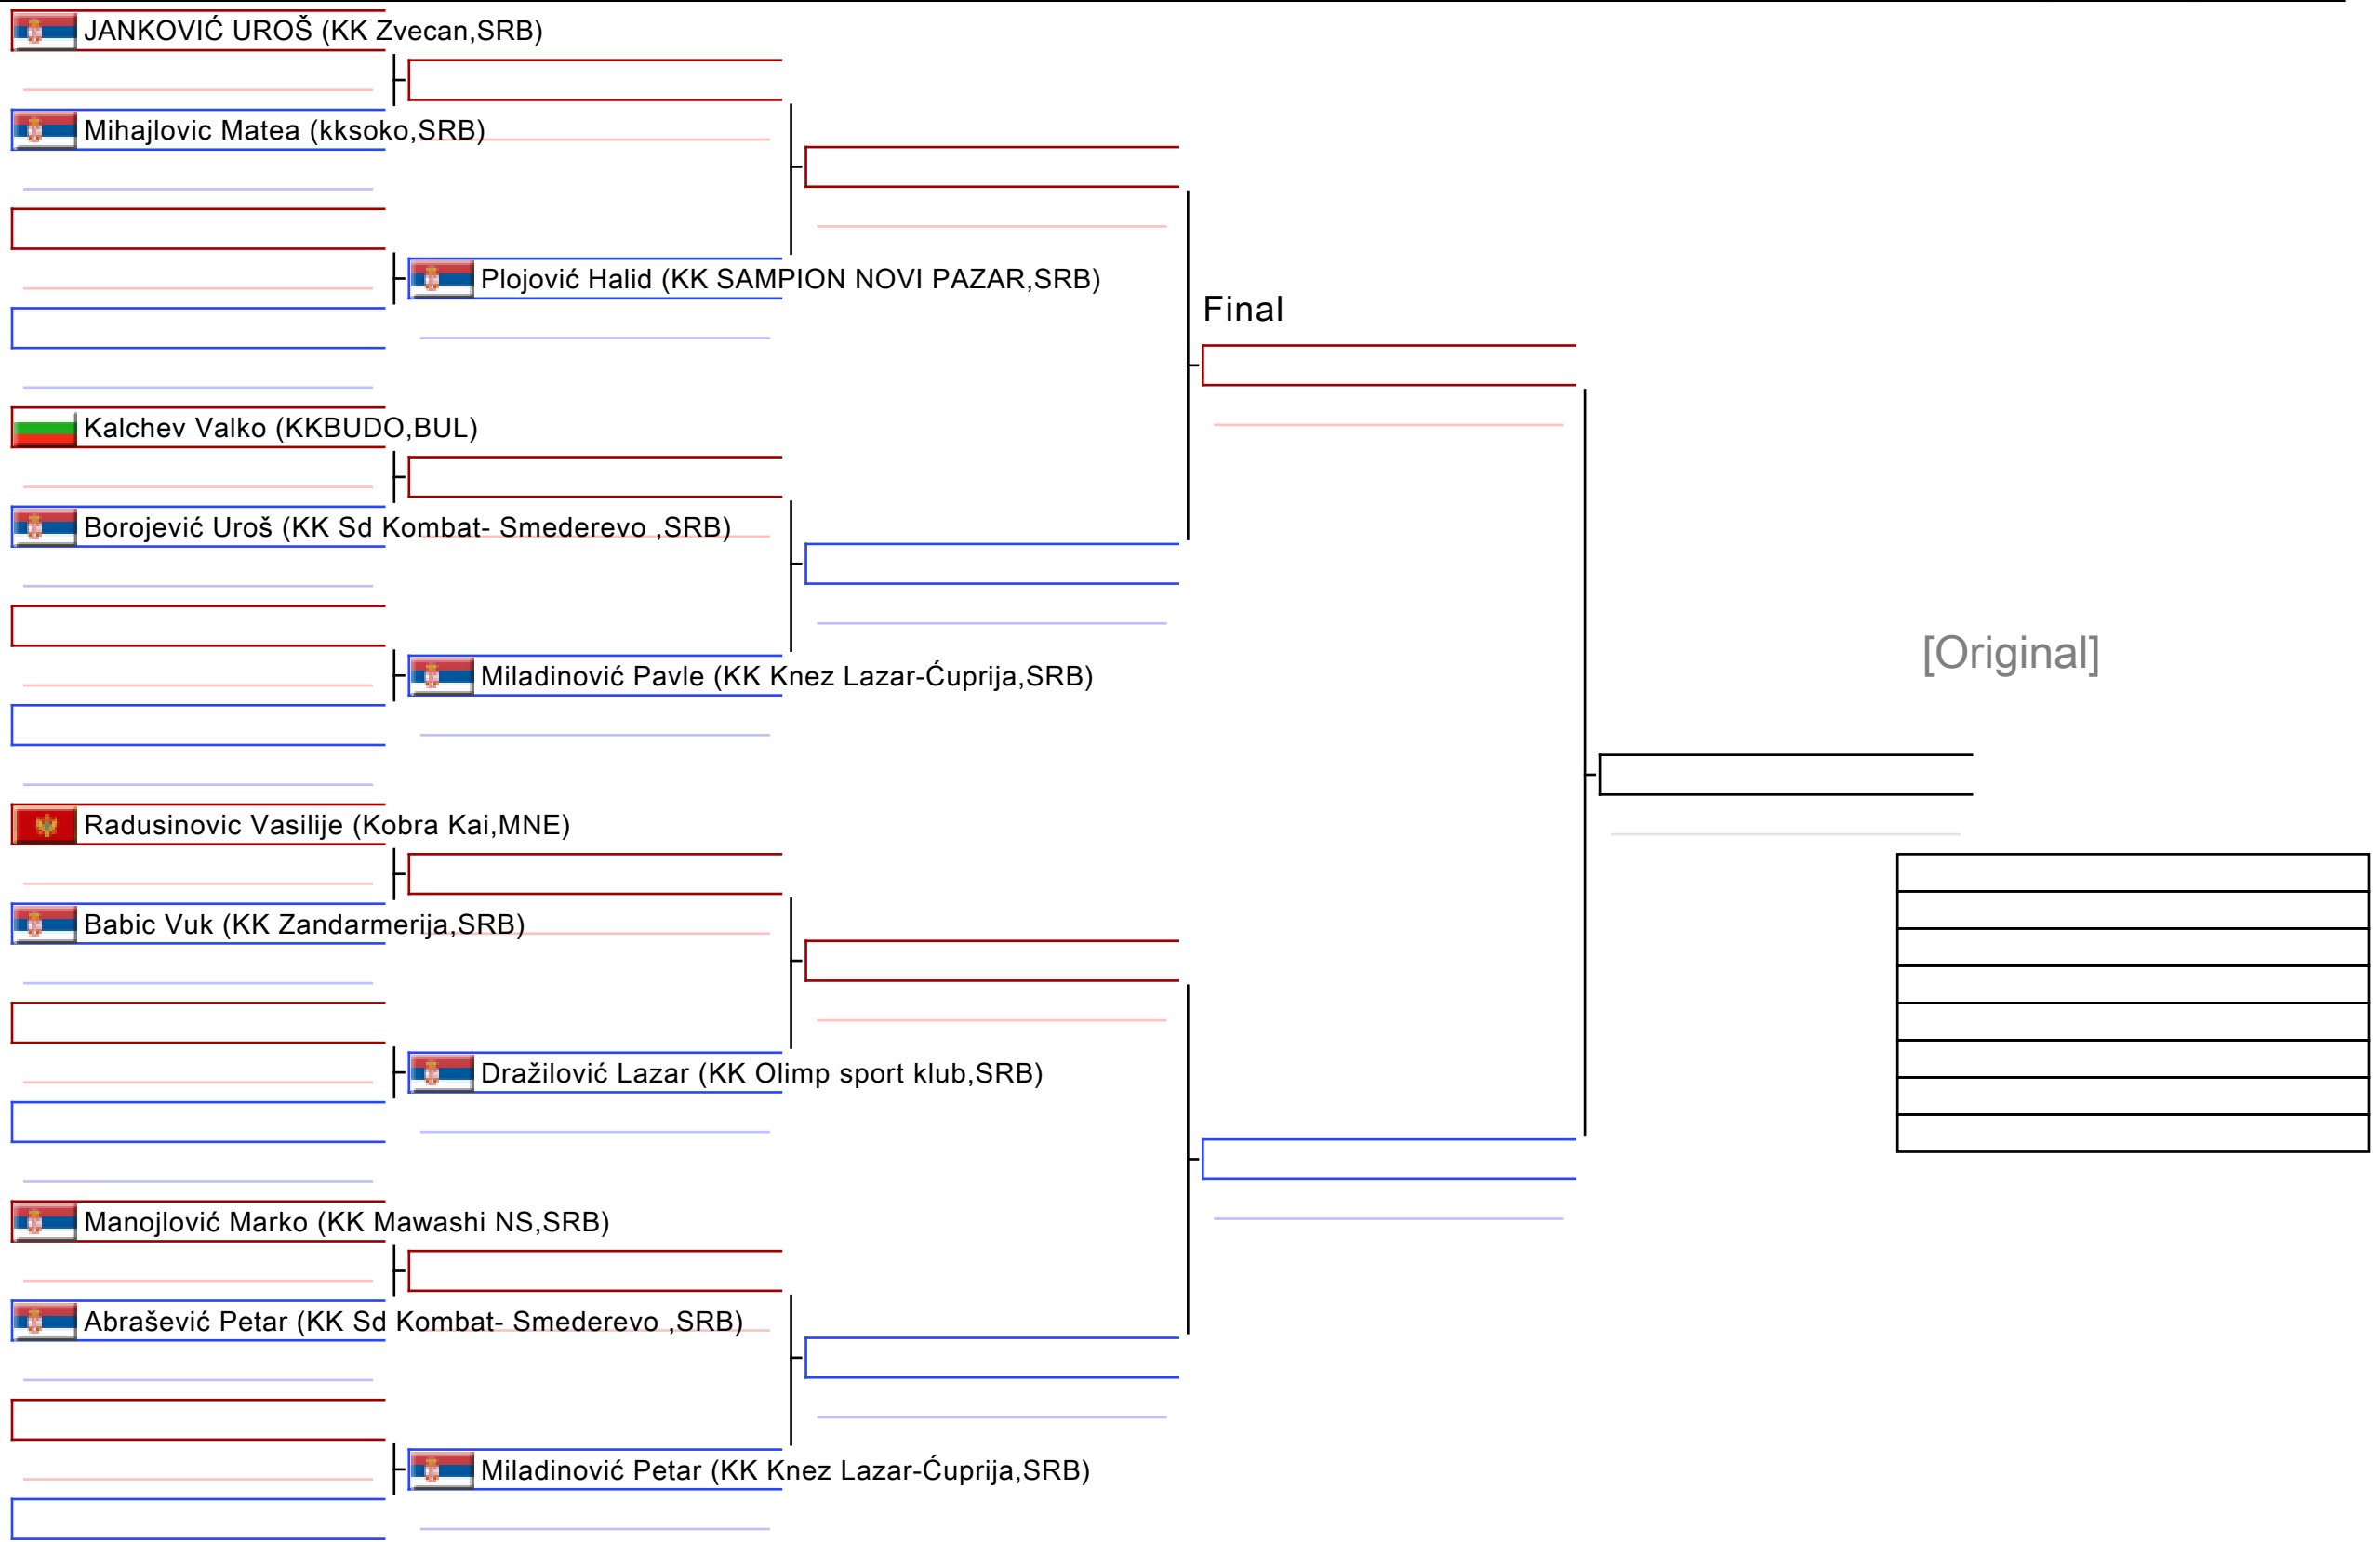 JANKOVIĆ UROŠ (KK Zvecan,SRB)
Mihajlovic Matea (kksoko,SRB)
Plojović Halid (KK SAMPION NOVI PAZAR,SRB)
Final
Kalchev Valko (KKBUDO,BUL)
Borojević Uroš (KK Sd Kombat- Smederevo ,SRB)
[Original]
Miladinović Pavle (KK Knez Lazar-Ćuprija,SRB)
Radusinovic Vasilije (Kobra Kai,MNE)
Babic Vuk (KK Zandarmerija,SRB)
Dražilović Lazar (KK Olimp sport klub,SRB)
Manojlović Marko (KK Mawashi NS,SRB)
Abrašević Petar (KK Sd Kombat- Smederevo ,SRB)
Miladinović Petar (KK Knez Lazar-Ćuprija,SRB)